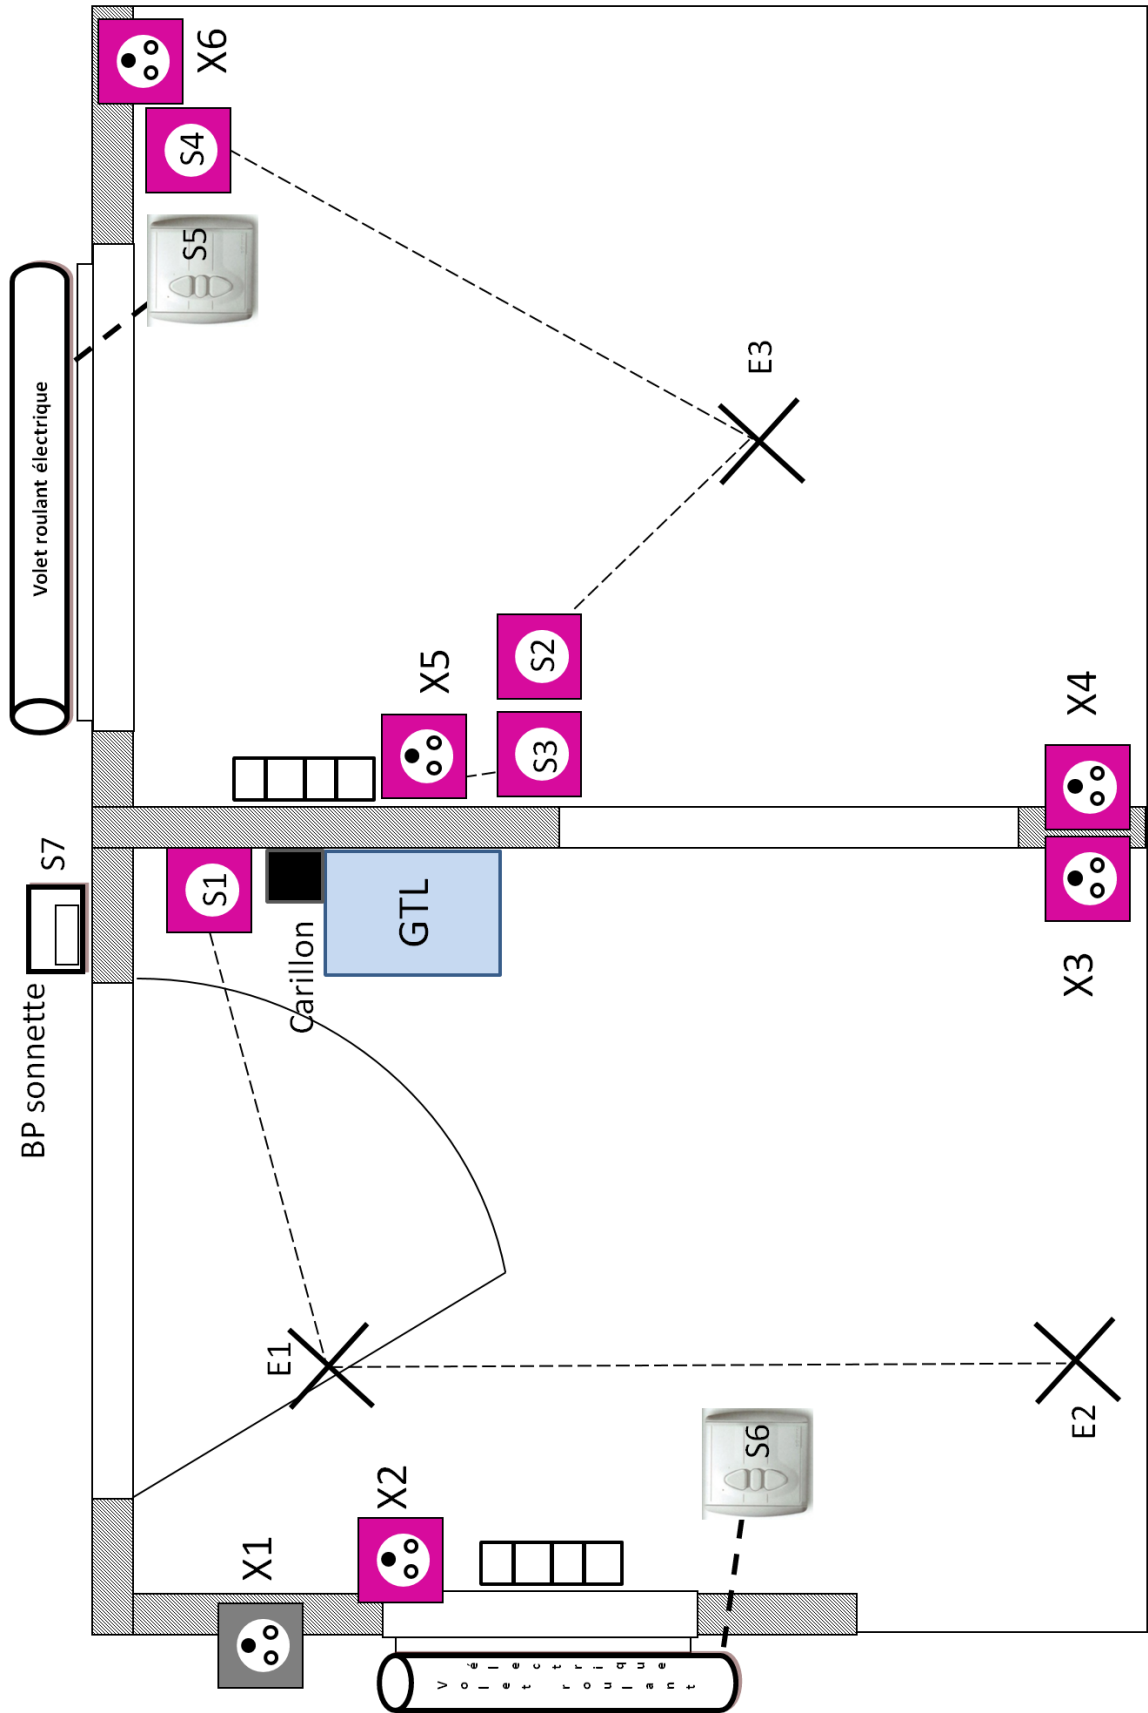 BP sonnette
S7
Volet roulant électrique
S4
X6
S5
S1
X1
E1
Carillon
X2
GTL
X5
S3
S2
Volet roulant
électrique
S6
E3
E2
X3
X4